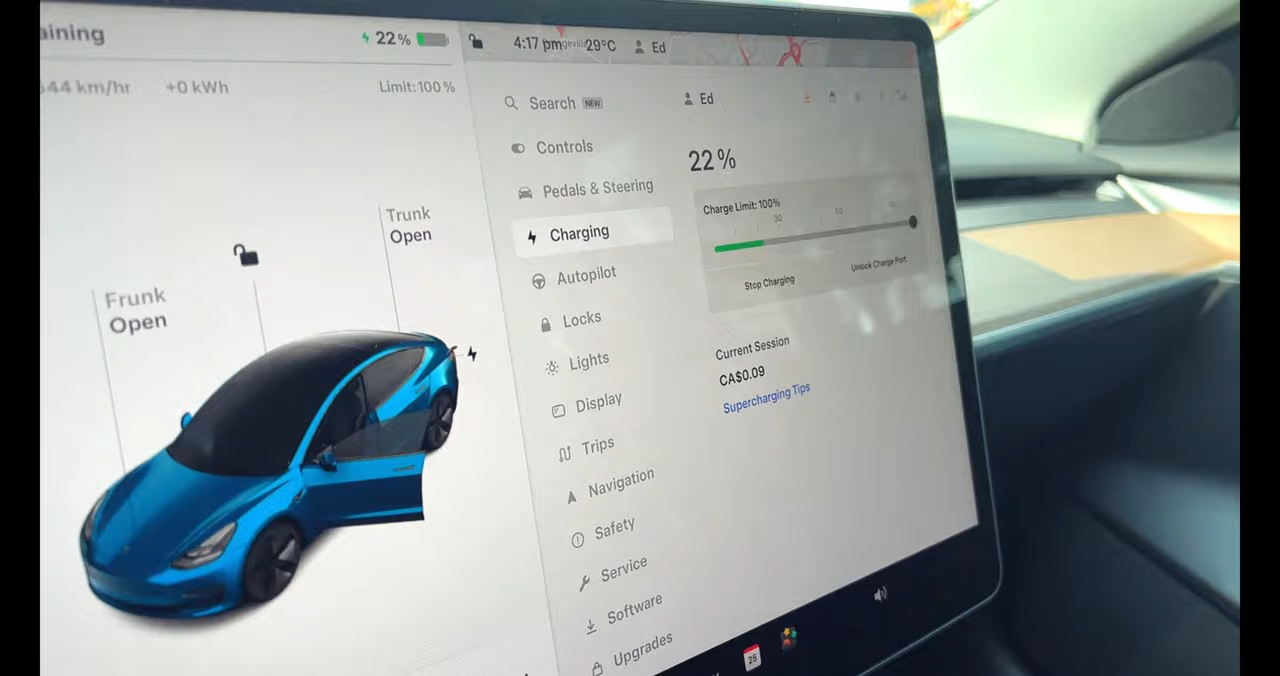 aining
22%
4:17 pm
29°C
Ed
44 km/hr
+0 kWh
Limit: 100%
Trunk
Open
Frunk
Open
Search NEW
Controls
Pedals & Steering
Charging
Autopilot
Locks
Lights
Display
Trips
Navigation
Safety
Service
Software
Upgrades
Ed
22%
Charge Limit: 100%
30
Stop Charging
Unlock Charge Port
Current Session
CA$0.09
Supercharging Tips
25